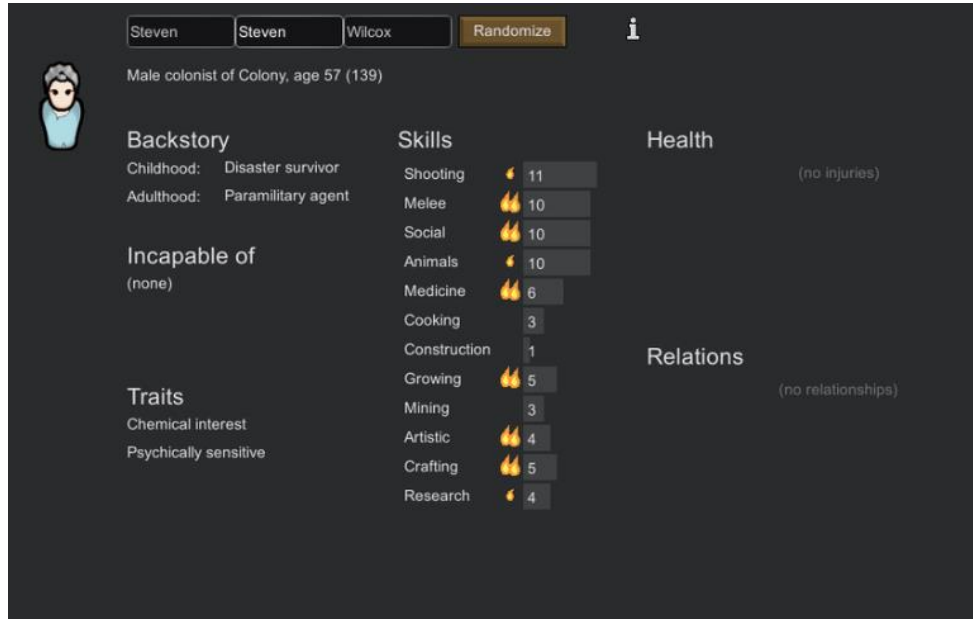 Steven Steven Wilcox Randomize i
Male colonist of Colony, age 57 (139)
Backstory
Childhood: Disaster survivor
Adulthood: Paramilitary agent
Incapable of
(none)
Traits
Chemical interest
Psychically sensitive
Skills
Shooting 11
Melee 10
Social 10
Animals 10
Medicine 6
Cooking 3
Construction 1
Growing 5
Mining 3
Artistic 4
Crafting 5
Research 4
Health
(no injuries)
Relations
(no relationships)